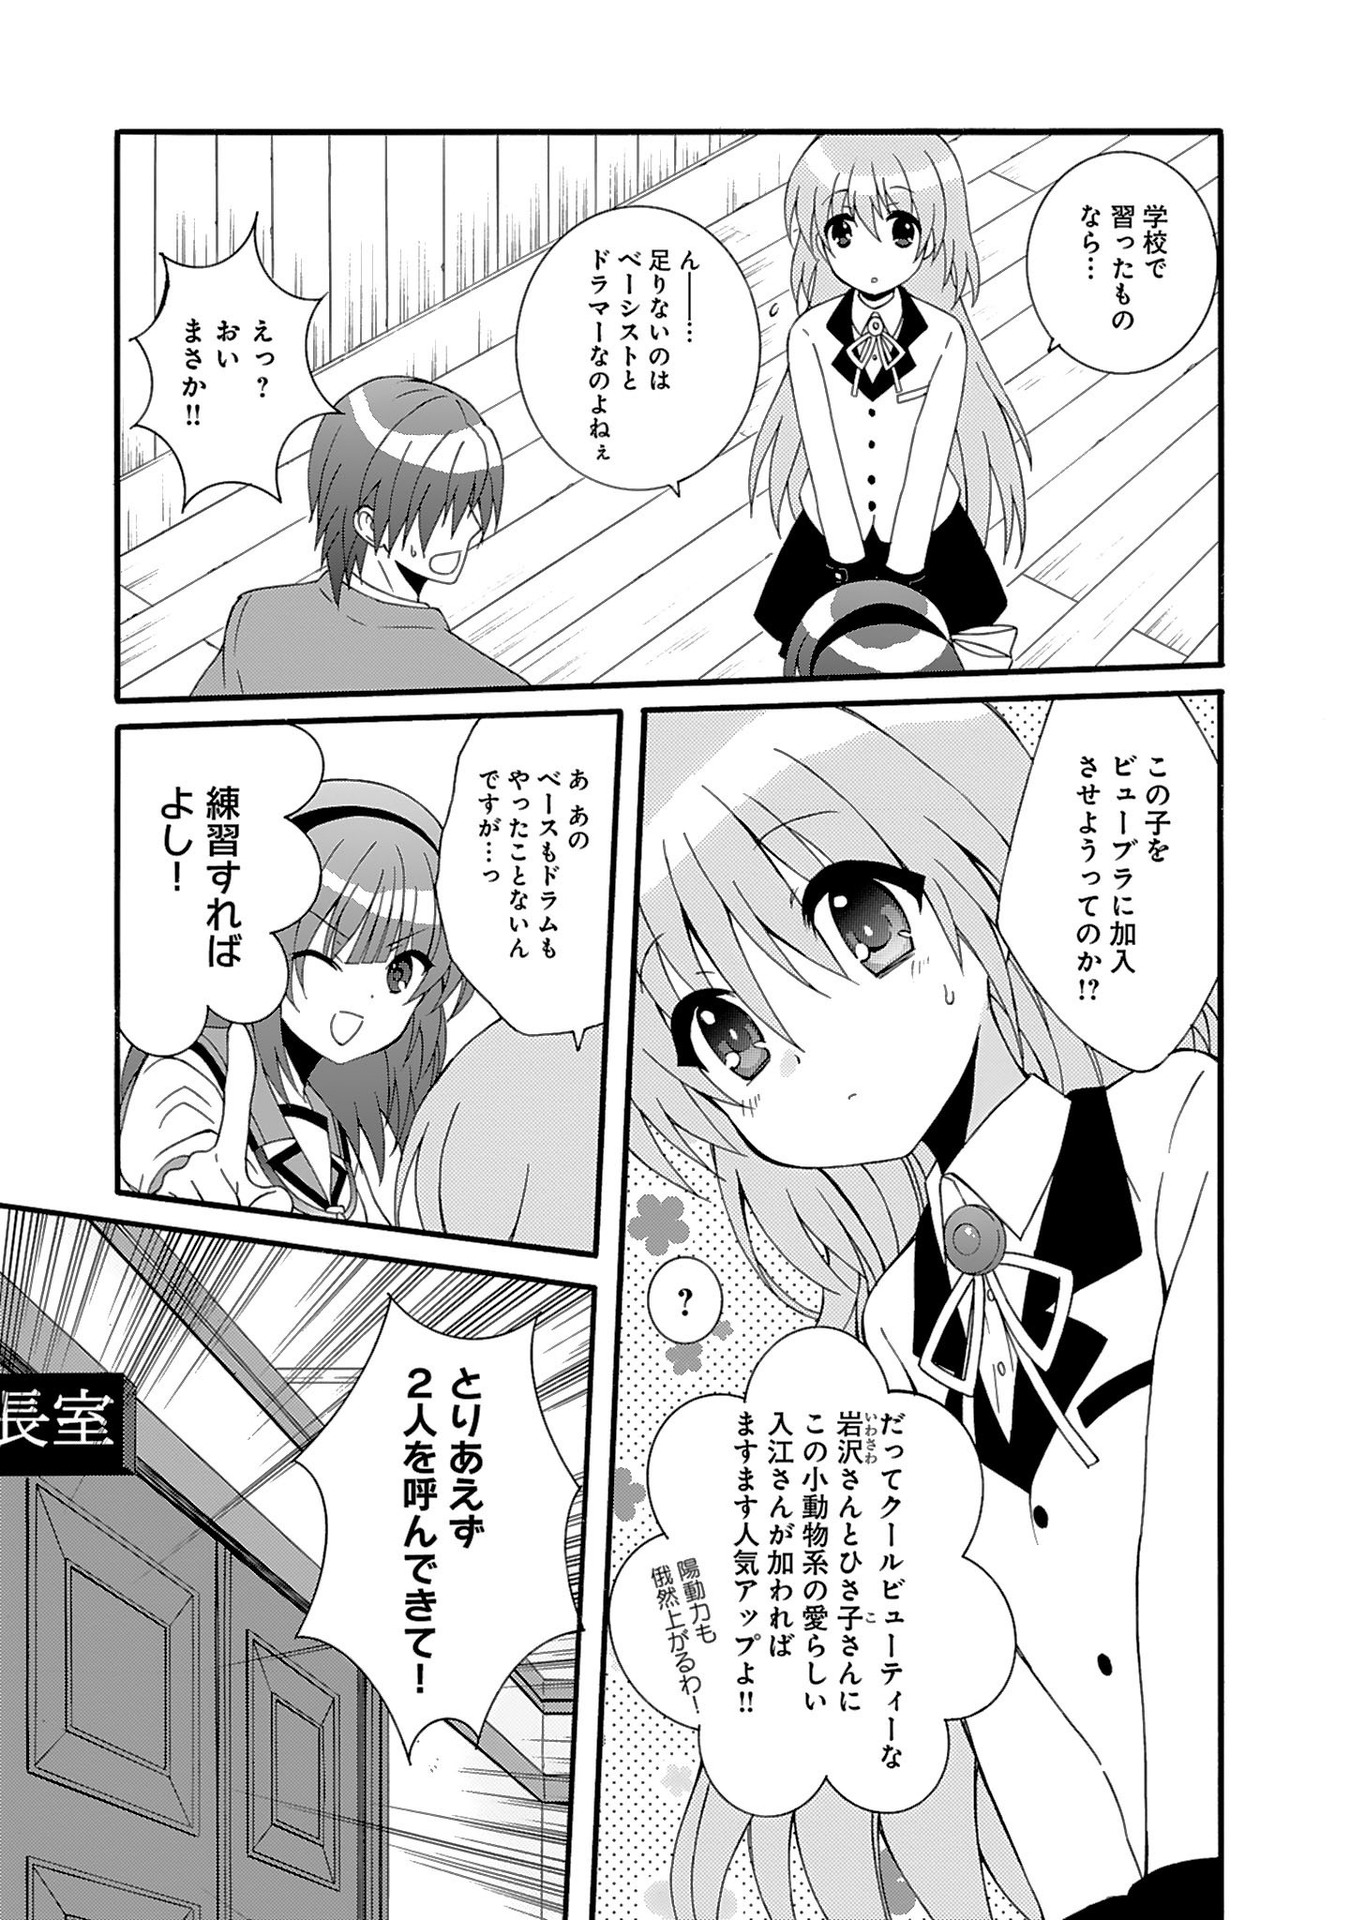 学校で
習ったもの
なら…
ん――…
足りないのは
ベーシストと
ドラマーなのよねぇ
えっ?
おい
まさか!!
この子を
ビューブラに加入
させようってのか!?
?
だってクールビューティーな
岩沢さんとひさ子さんに
いわさわ
こ
この小動物系の愛らしい
入江さんが加われば
ますます人気アップよ!!
陽動力も
俄然上がるわ!
あ あの
ベースもドラムも
やったことないん
ですが…っ
練習すれば
よし!
とりあえず
2人を呼んできて!
長室